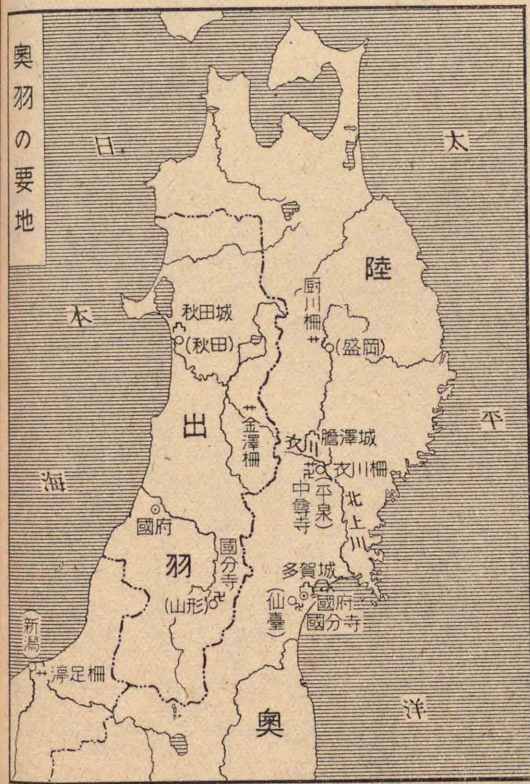 奥羽の要地
太平洋
日本海
陸奥
出羽
厨川柵
(盛岡)
秋田城
(秋田)
金澤柵
衣川
膽澤城
衣川柵
(平泉)
中尊寺
北上川
國府
國分寺
(山形)
多賀城
國府
國分寺
(仙臺)
(新潟)
渟足柵